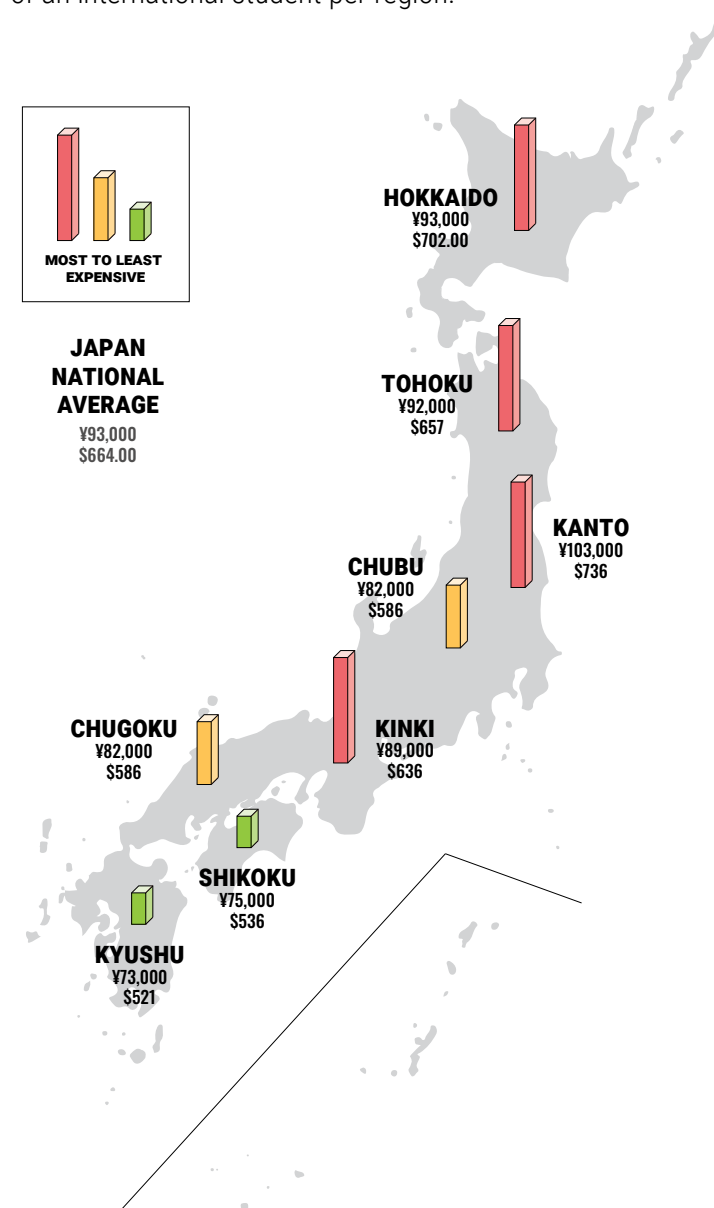 of an international student per region.
MOST TO LEAST
EXPENSIVE
JAPAN
NATIONAL
AVERAGE
¥93,000
$664.00
HOKKAIDO
¥93,000
$702.00
TOHOKU
¥92,000
$657
KANTO
¥103,000
$736
CHUBU
¥82,000
$586
CHUGOKU
¥82,000
$586
KINKI
¥89,000
$636
SHIKOKU
¥75,000
$536
KYUSHU
¥73,000
$521